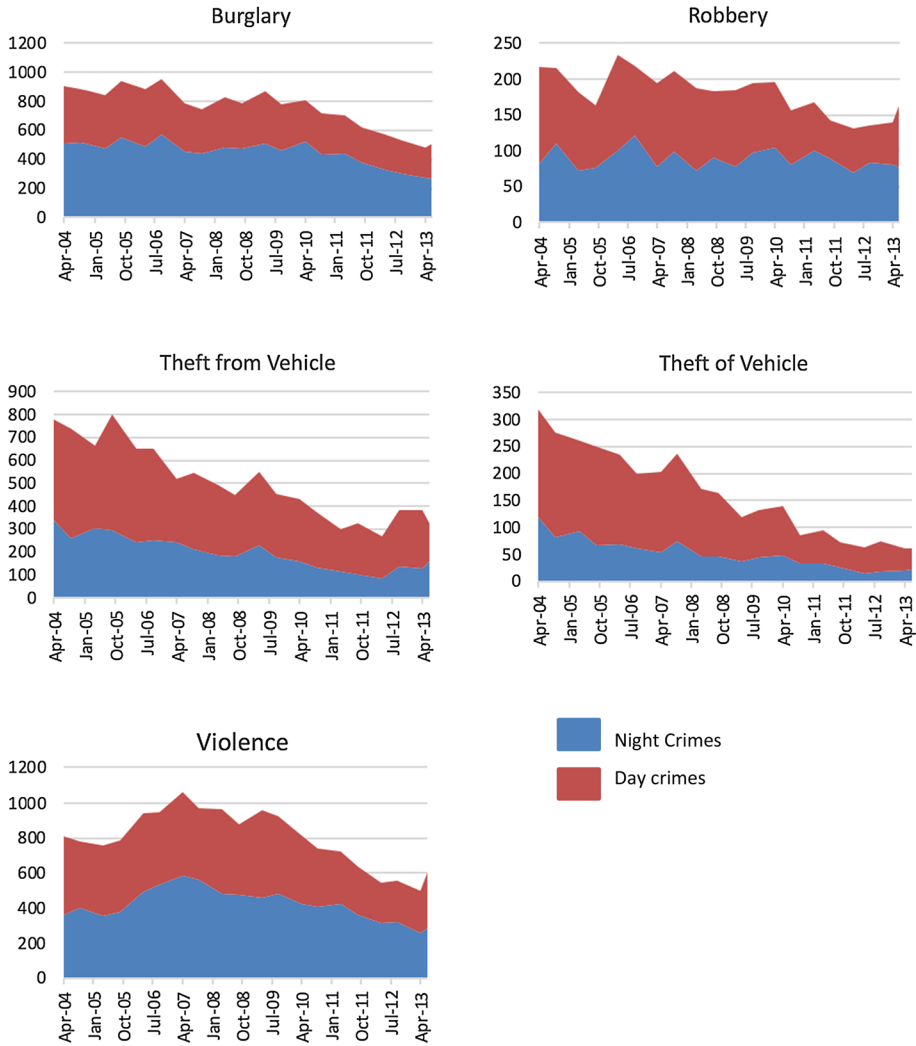 Burglary
1200
1000
800
600
400
200
0
Apr-04
Jan-05
Oct-05
Jul-06
Apr-07
Jan-08
Oct-08
Jul-09
Apr-10
Jan-11
Oct-11
Jul-12
Apr-13
Robbery
250
200
150
100
50
0
Apr-04
Jan-05
Oct-05
Jul-06
Apr-07
Jan-08
Oct-08
Jul-09
Apr-10
Jan-11
Oct-11
Jul-12
Apr-13
Theft from Vehicle
900
800
700
600
500
400
300
200
100
0
Apr-04
Jan-05
Oct-05
Jul-06
Apr-07
Jan-08
Oct-08
Jul-09
Apr-10
Jan-11
Oct-11
Jul-12
Apr-13
Theft of Vehicle
350
300
250
200
150
100
50
0
Apr-04
Jan-05
Oct-05
Jul-06
Apr-07
Jan-08
Oct-08
Jul-09
Apr-10
Jan-11
Oct-11
Jul-12
Apr-13
Violence
1200
1000
800
600
400
200
0
Apr-04
Jan-05
Oct-05
Jul-06
Apr-07
Jan-08
Oct-08
Jul-09
Apr-10
Jan-11
Oct-11
Jul-12
Apr-13
Night Crimes
Day crimes